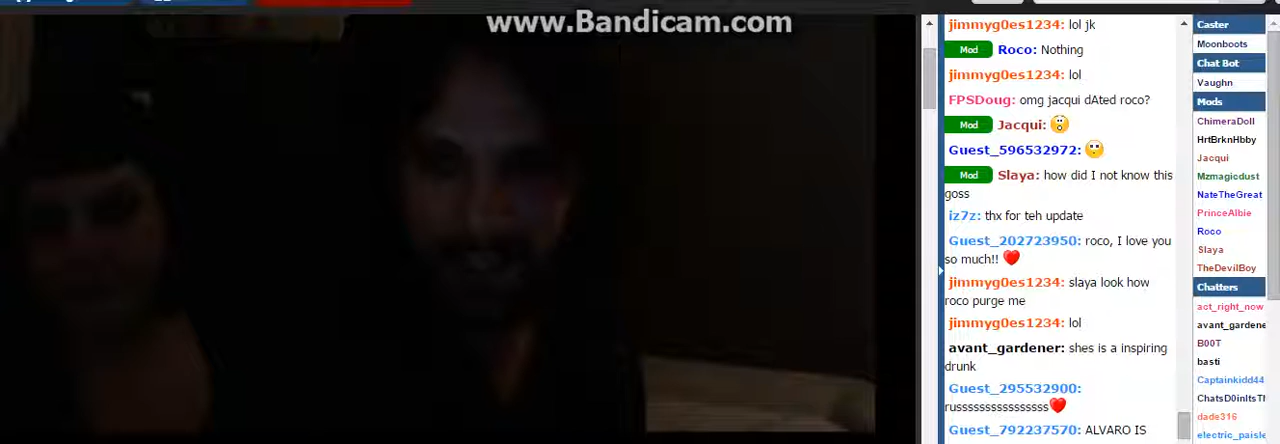 www.Bandicam.com
jimmyg0es1234: lol jk
Mod Roco: Nothing
jimmyg0es1234: lol
FPSDoug: omg jacqui dAted roco?
Mod Jacqui: 😲
Guest_596532972: 🙄
Mod Slaya: how did I not know this
goss
iz7z: thx for teh update
Guest_202723950: roco, I love you
so much!! ❤
jimmyg0es1234: slaya look how
roco purge me
jimmyg0es1234: lol
avant_gardener: shes is a inspiring
drunk
Guest_295532900:
russsssssssssssssss❤
Guest_792237570: ALVARO IS
Caster
Moonboots
Chat Bot
Vaughn
Mods
ChimeraDoll
HrtBrknHbby
Jacqui
Mzmagicdust
NateTheGreat
PrinceAlbie
Roco
Slaya
TheDevilBoy
Chatters
act_right_now
avant_gardene
B00T
basti
Captainkidd44
ChatsD0inItsTh
dade316
electric_paisle